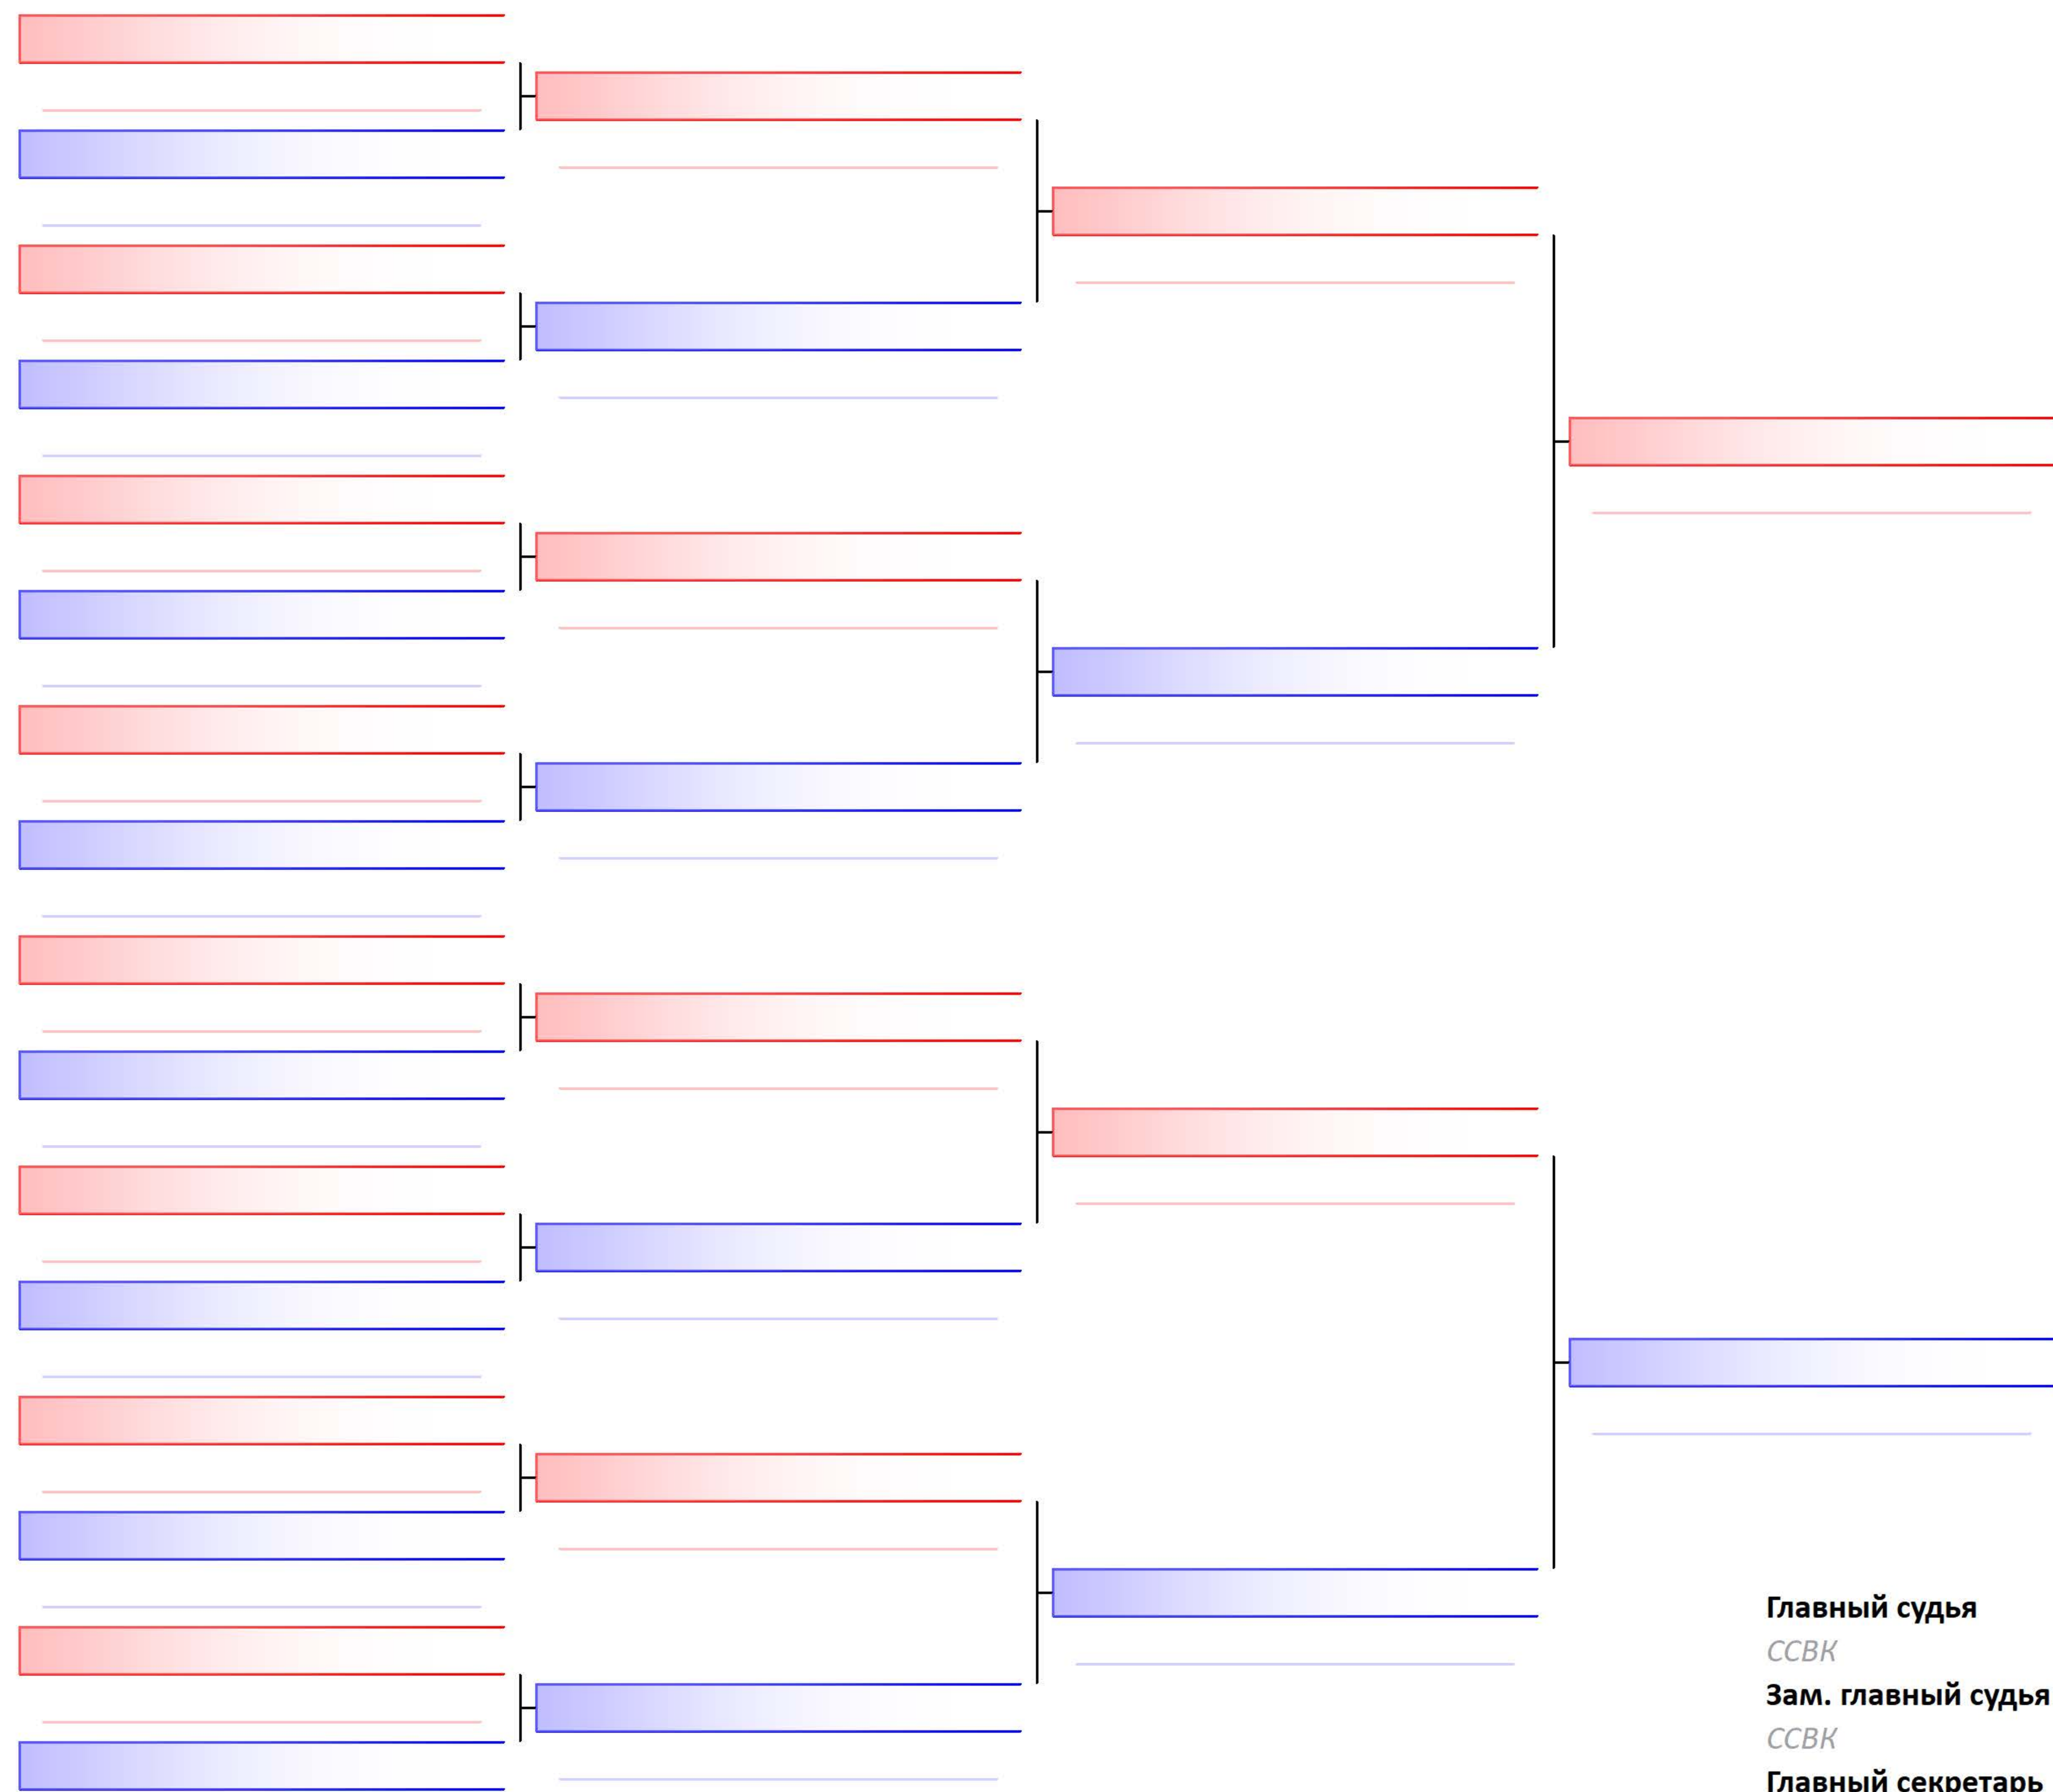 Главный судья
ССВК
Зам. главный судья
ССВК
Главный секретарь